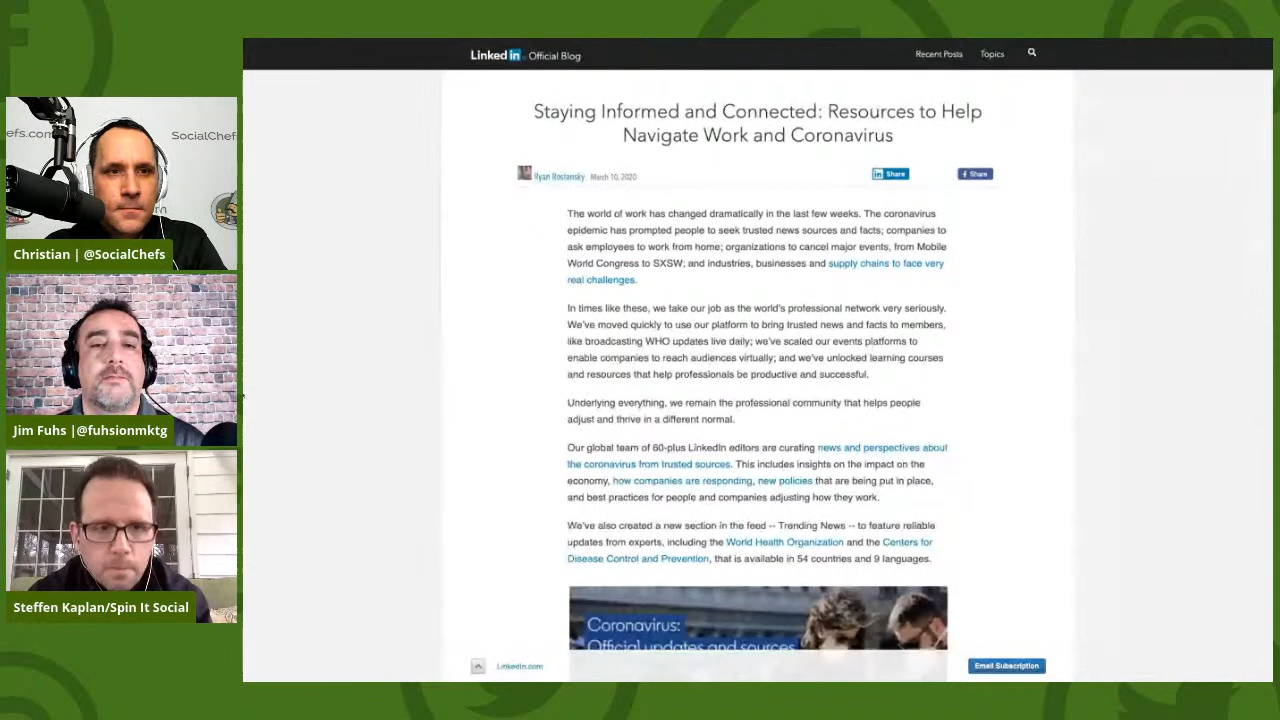 Linked in Official Blog
Recent Posts
Topics
Staying Informed and Connected: Resources to Help
Navigate Work and Coronavirus
Ryan Roslansky March 10, 2020
in Share
f Share
The world of work has changed dramatically in the last few weeks. The coronavirus
epidemic has prompted people to seek trusted news sources and facts; companies to
ask employees to work from home; organizations to cancel major events, from Mobile
World Congress to SXSW; and industries, businesses and supply chains to face very
real challenges.
In times like these, we take our job as the world's professional network very seriously.
We've moved quickly to use our platform to bring trusted news and facts to members,
like broadcasting WHO updates live daily; we've scaled our events platforms to
enable companies to reach audiences virtually; and we've unlocked learning courses
and resources that help professionals be productive and successful.
Underlying everything, we remain the professional community that helps people
adjust and thrive in a different normal.
Our global team of 60-plus LinkedIn editors are curating news and perspectives about
the coronavirus from trusted sources. This includes insights on the impact on the
economy, how companies are responding, new policies that are being put in place,
and best practices for people and companies adjusting how they work.
We've also created a new section in the feed -- Trending News -- to feature reliable
updates from experts, including the World Health Organization and the Centers for
Disease Control and Prevention, that is available in 54 countries and 9 languages.
Coronavirus:
Official updates and sources
Linkedin.com
Email Subscription
efs.com
SocialChefs
Christian | @SocialChefs
Jim Fuhs |@fuhsionmktg
Steffen Kaplan/Spin It Social